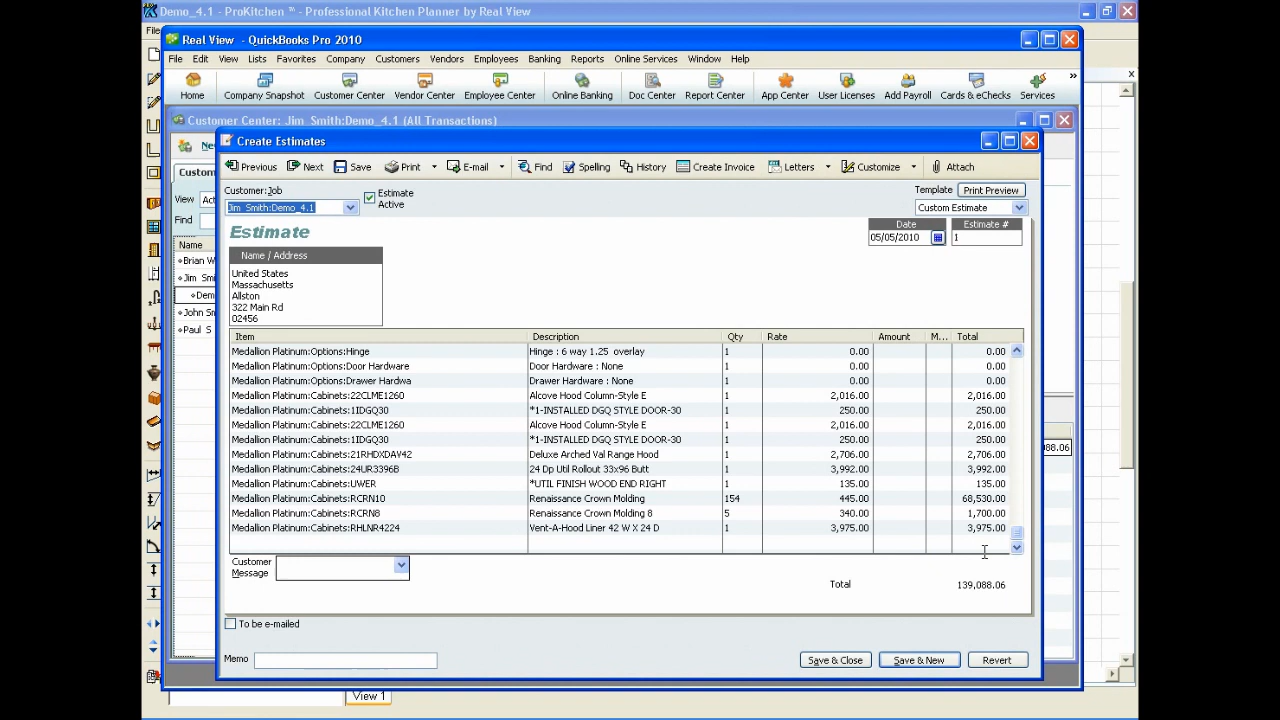 Demo_4.1 - ProKitchen ™ - Professional Kitchen Planner by Real View
File
Real View - QuickBooks Pro 2010
File Edit View Lists Favorites Company Customers Vendors Employees Banking Reports Online Services Window Help
Home Company Snapshot Customer Cent Vendor Center Employee Center Online Banking Doc Center Report Center App Center User Licenses Add Payroll Cards & eChecks Services
Customer Center: Jim_Smith:Demo_4.1 (All Transactions)
Create Estimates
Previous Next Save Print E-mail Find Spelling History Create Invoice Letters Customize Attach
Customer:Job
Jim_Smith:Demo_4.1
Estimate
Active
Template Print Preview
Custom Estimate
View
Find
Name
Brian W
Jim Smi
Dem
John Sm
Paul S
Estimate
Date Estimate #
05/05/2010 1
Name / Address
United States
Massachusetts
Allston
322 Main Rd
02456
Item Description Qty Rate Amount M... Total
Medallion Platinum:Options:Hinge Hinge : 6 way 1.25 overlay 1 0.00 0.00
Medallion Platinum:Options:Door Hardware Door Hardware : None 1 0.00 0.00
Medallion Platinum:Options:Drawer Hardwa Drawer Hardware : None 1 0.00 0.00
Medallion Platinum:Cabinets:22CLME1260 Alcove Hood Column-Style E 1 2,016.00 2,016.00
Medallion Platinum:Cabinets:1IDGQ30 *1-INSTALLED DGQ STYLE DOOR-30 1 250.00 250.00
Medallion Platinum:Cabinets:22CLME1260 Alcove Hood Column-Style E 1 2,016.00 2,016.00
Medallion Platinum:Cabinets:1IDGQ30 *1-INSTALLED DGQ STYLE DOOR-30 1 250.00 250.00
Medallion Platinum:Cabinets:21RHDXDAV42 Deluxe Arched Val Range Hood 1 2,706.00 2,706.00
Medallion Platinum:Cabinets:24UR3396B 24 Dp Util Rollout 33x96 Butt 1 3,992.00 3,992.00
Medallion Platinum:Cabinets:UWER *UTIL FINISH WOOD END RIGHT 1 135.00 135.00
Medallion Platinum:Cabinets:RCRN10 Renaissance Crown Molding 154 445.00 68,530.00
Medallion Platinum:Cabinets:RCRN8 Renaissance Crown Molding 8 5 340.00 1,700.00
Medallion Platinum:Cabinets:RHLNR4224 Vent-A-Hood Liner 42 W X 24 D 1 3,975.00 3,975.00
88.06
Customer
Message
Total 139,088.06
To be e-mailed
Memo
Save & Close Save & New Revert
View 1